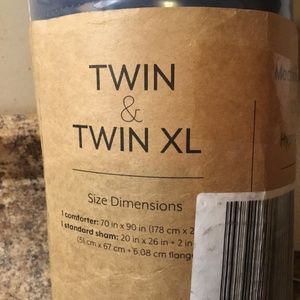 TWIN
&
TWIN XL
Size Dimensions
1 comforter: 70 in x 90 in (178 cm x 2
1 standard sham: 20 in x 26 in + 2 in
(51 cm x 67 cm + 5.08 cm flange